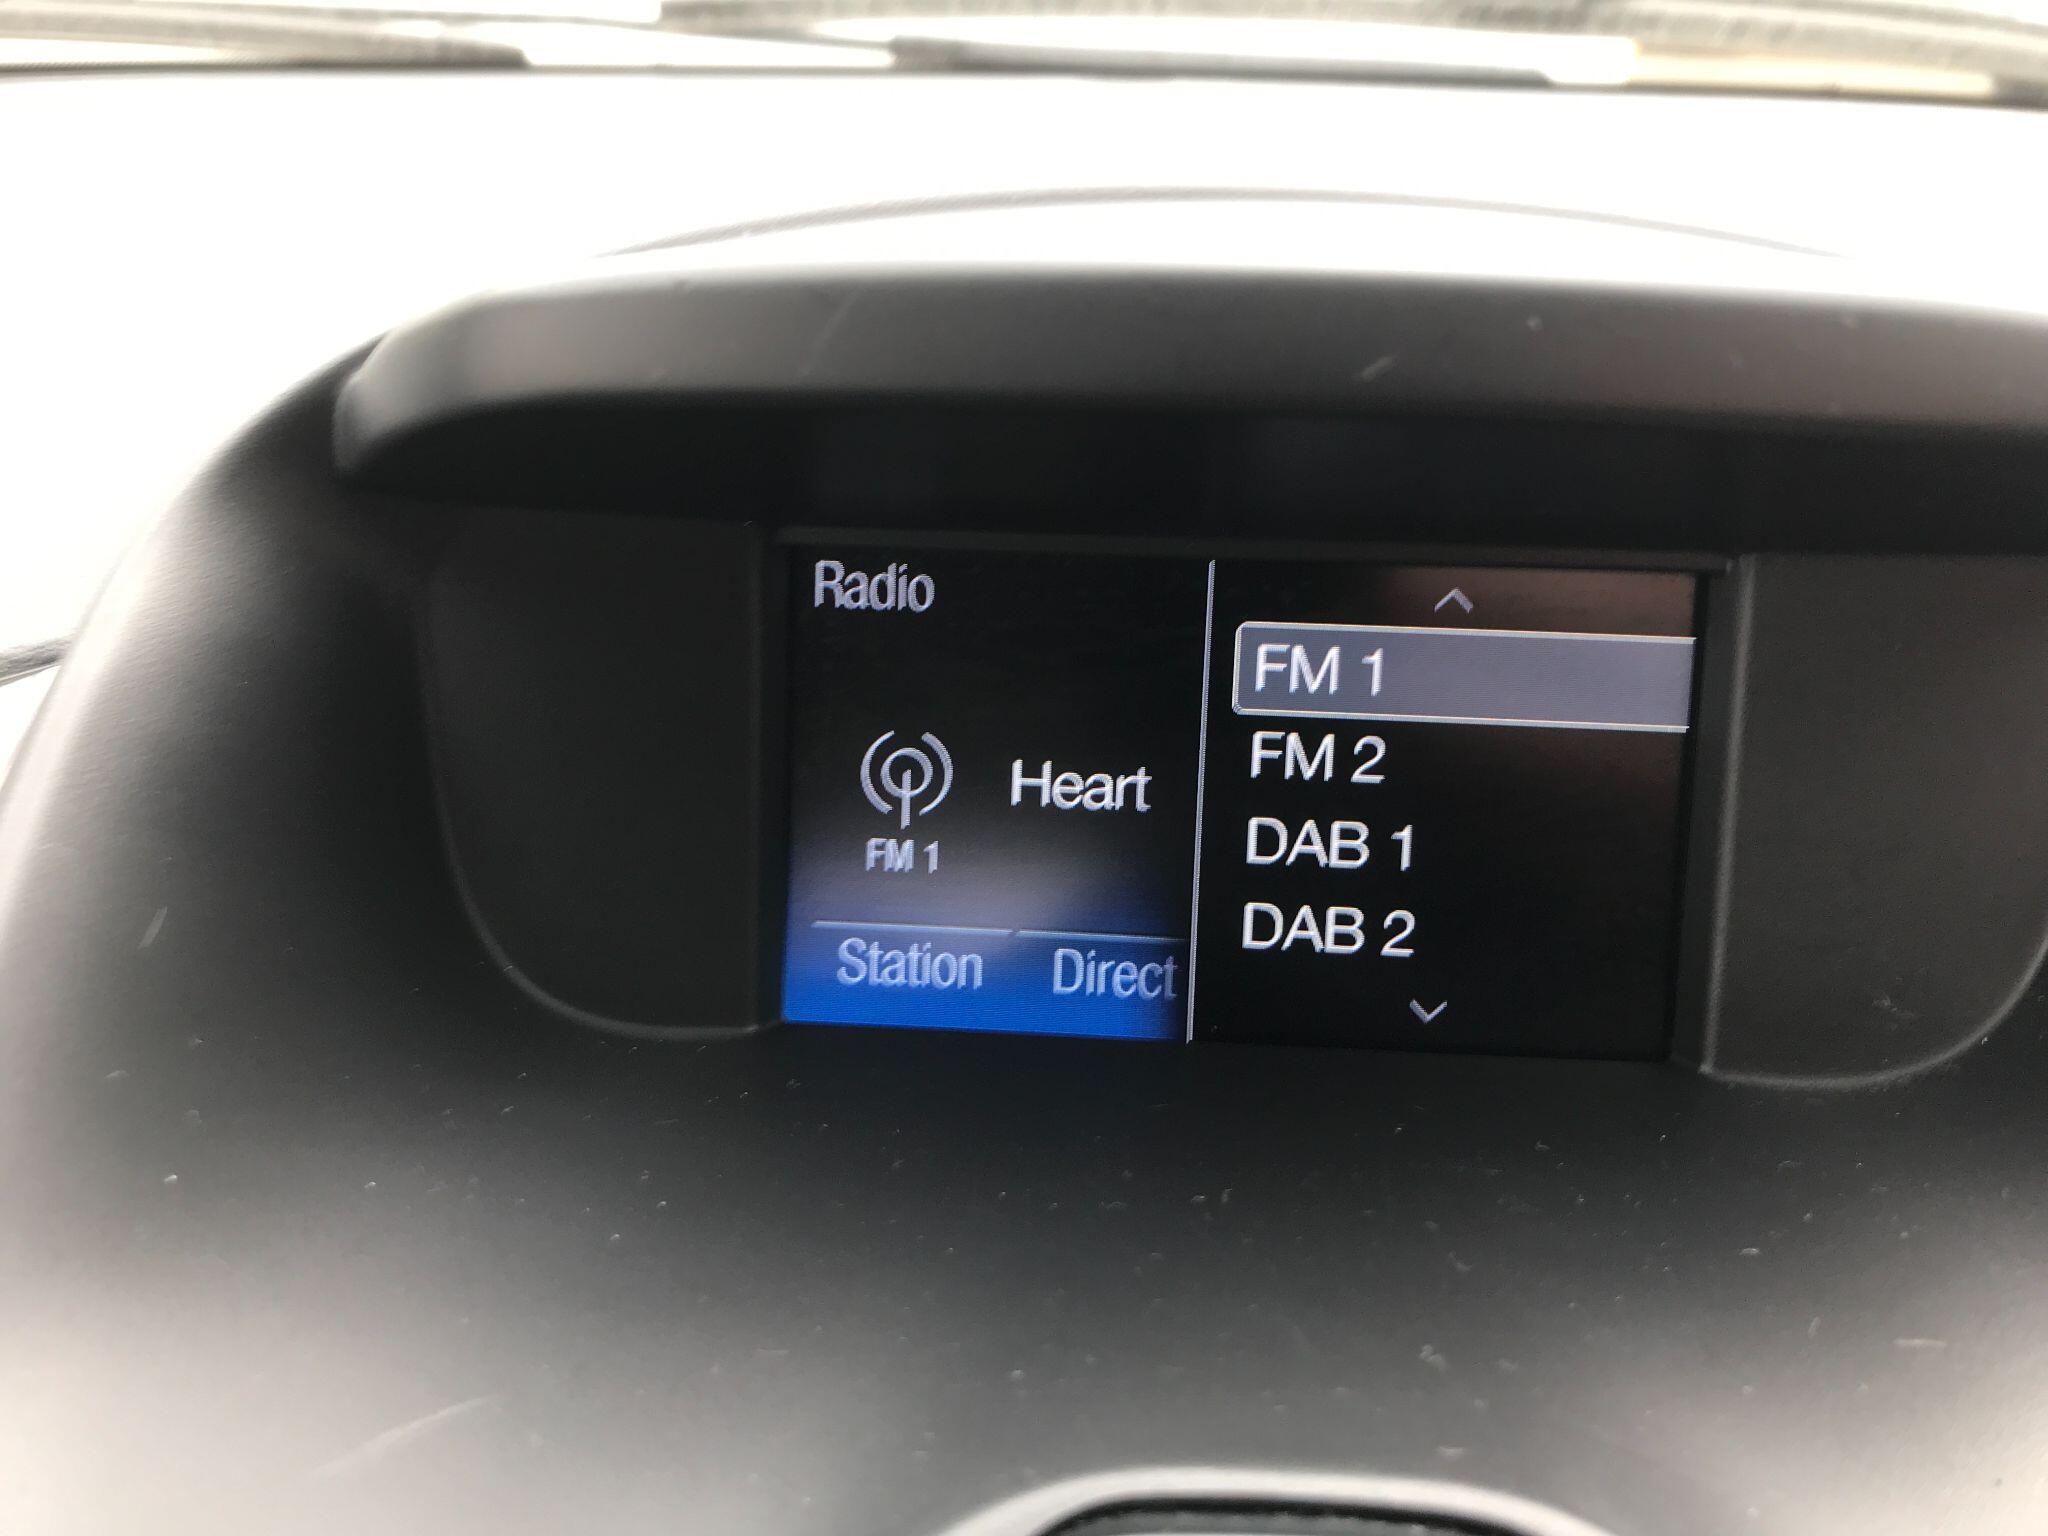 Radio
Heart
FM 1
Station Direct
FM 1
FM 2
DAB 1
DAB 2